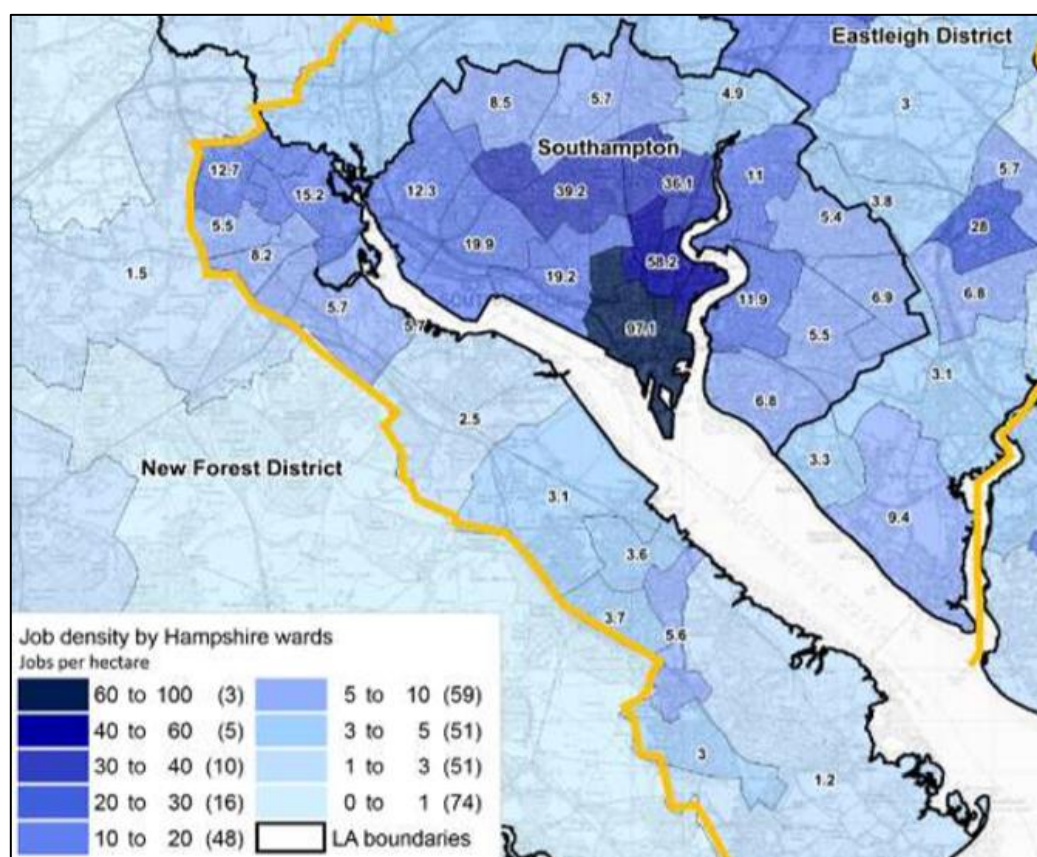 Eastleigh District
8.5
5.7
4.9
3
Southampton
12.7
15.2
12.3
39.2
36.1
11
5.7
3.8
5.4
28
5.5
8.2
19.9
19.2
58.2
1.5
5.7
5.7
97.1
11.9
6.9
6.8
5.5
3.1
6.8
2.5
New Forest District
3.3
3.1
9.4
3.6
3.7
5.6
3
1.2
Job density by Hampshire wards
Jobs per hectare
60 to 100 (3)
40 to 60 (5)
30 to 40 (10)
20 to 30 (16)
10 to 20 (48)
5 to 10 (59)
3 to 5 (51)
1 to 3 (51)
0 to 1 (74)
LA boundaries